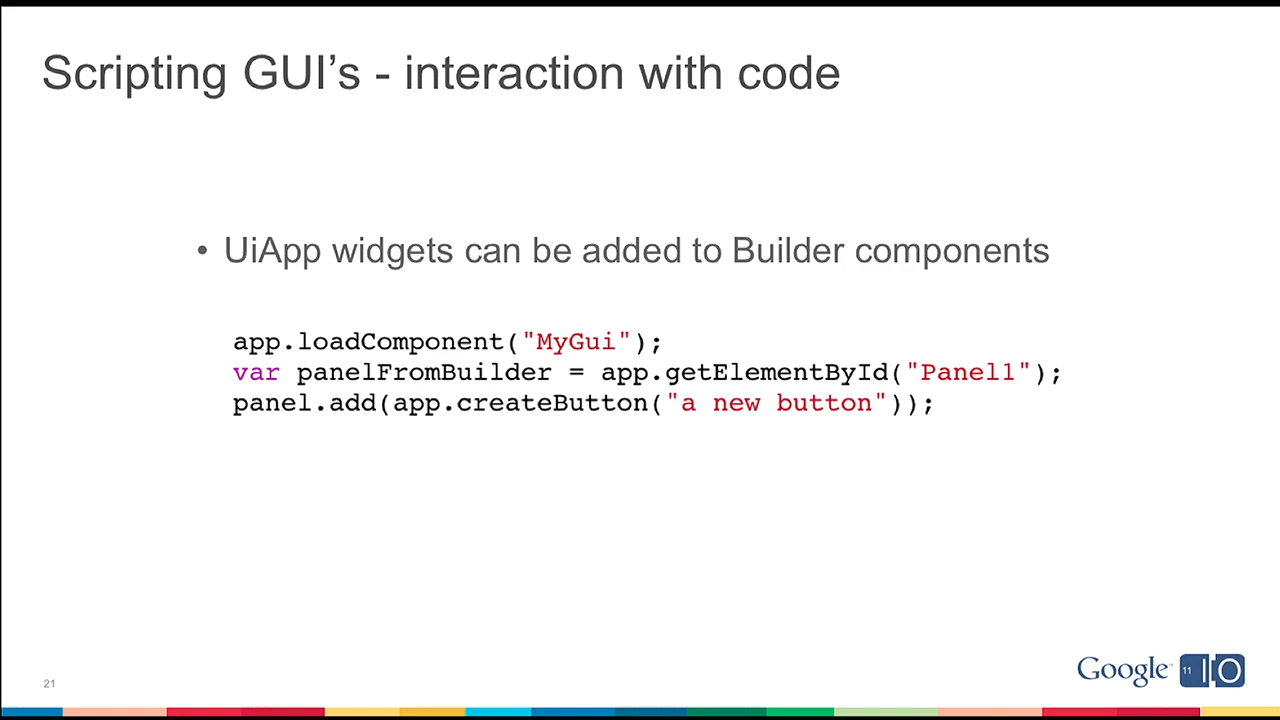 Scripting GUI's - interaction with code
• UiApp widgets can be added to Builder components
app.loadComponent("MyGui");
var panelFromBuilder = app.getElementById("Panel1");
panel.add(app.createButton("a new button"));
21
Google™ 11 IO